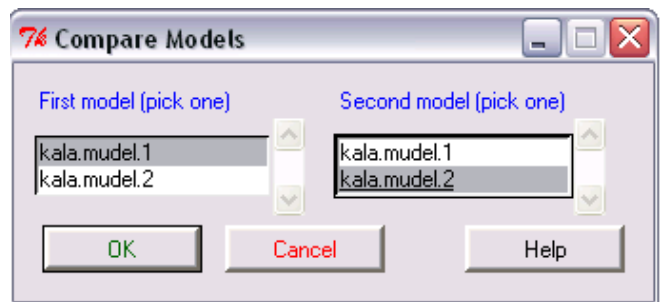 Compare Models
First model (pick one) Second model (pick one)
kala.mudel.1 kala.mudel.1
kala.mudel.2 kala.mudel.2
OK Cancel Help